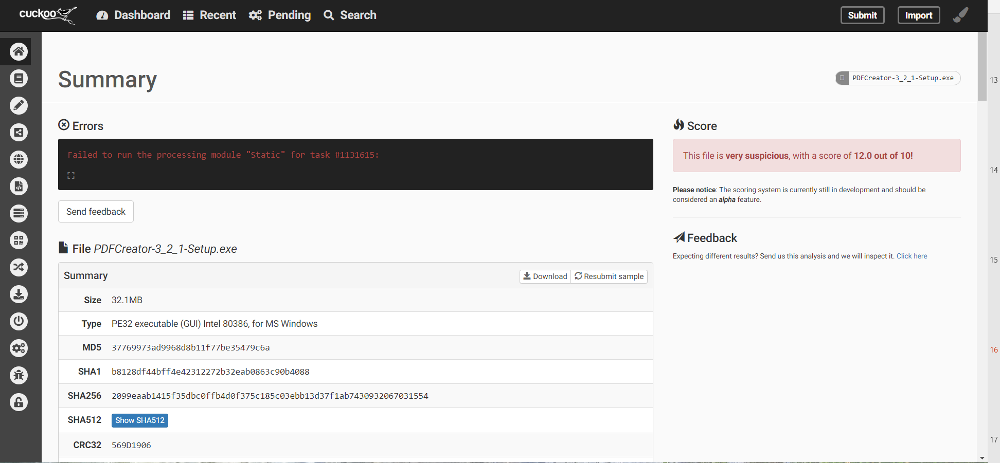 cuckoo Dashboard Recent Pending Search Submit Import
Summary
PDFCreator-3_2_1-Setup.exe
Errors
Failed to run the processing module "Static" for task #1131615:
Send feedback
File PDFCreator-3_2_1-Setup.exe
Summary Download Resubmit sample
Size 32.1MB
Type PE32 executable (GUI) Intel 80386, for MS Windows
MD5 37769973ad9968d8b11f77be35479c6a
SHA1 b8128df44bff4e42312272b32eab0863c90b4088
SHA256 2099eaab1415f35dbc0ffb4d0f375c185c03ebb13d37f1ab7430932067031554
SHA512 Show SHA512
CRC32 569D1906
Score
This file is very suspicious, with a score of 12.0 out of 10!
Please notice: The scoring system is currently still in development and should be
considered an alpha feature.
Feedback
Expecting different results? Send us this analysis and we will inspect it. Click here
13
14
15
16
17